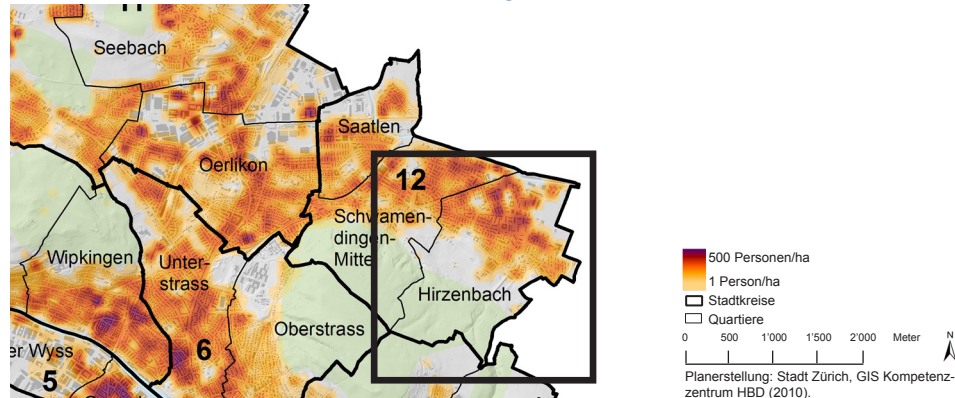 11
Seebach
Saatlen
Oerlikon
12
Schwamen-
dingen-
Mitte
Wipkingen
Unter-
strass
Hirzenbach
Oberstrass
er Wyss
6
5
500 Personen/ha
1 Person/ha
Stadtkreise
Quartiere
0 500 1'000 1'500 2'000 Meter
N
Planerstellung: Stadt Zürich, GIS Kompetenz-
zentrum HBD (2010).